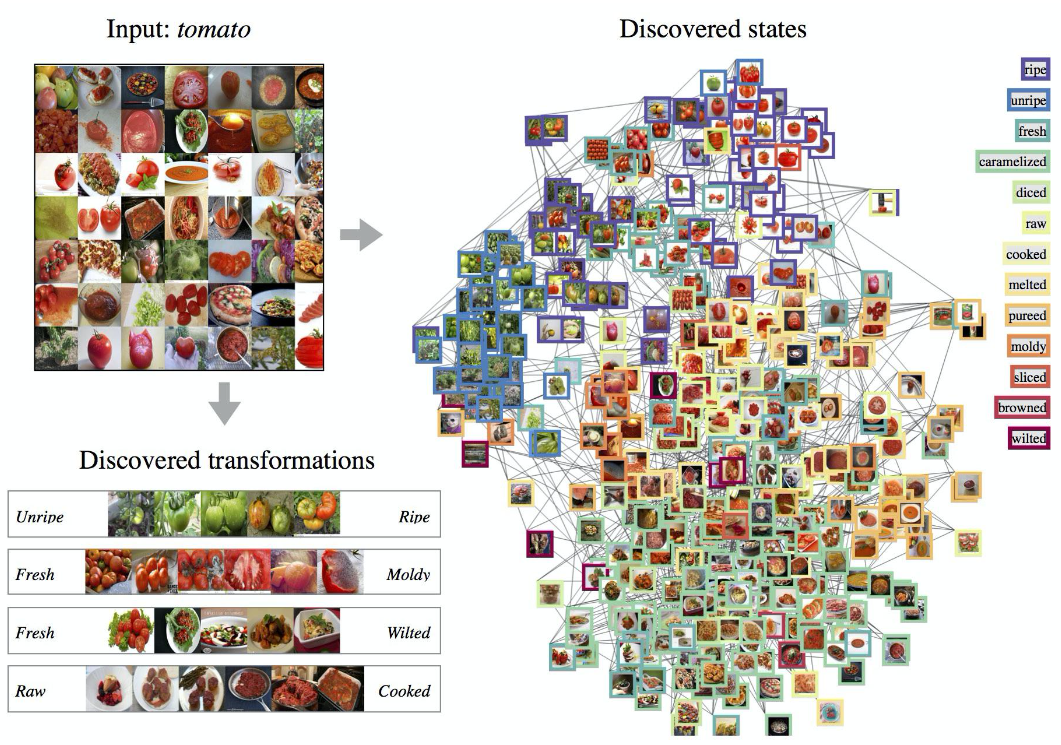 Input: tomato
Discovered states
ripe
unripe
fresh
caramelized
diced
raw
cooked
melted
pureed
moldy
sliced
browned
wilted
Discovered transformations
Unripe Ripe
Fresh Moldy
Fresh Wilted
Raw Cooked